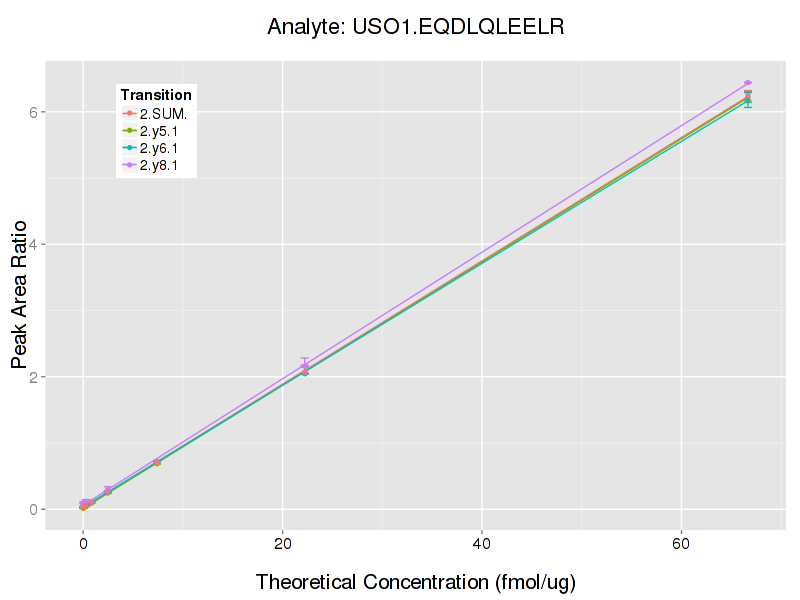 Analyte: USO1.EQDLQLEELR
Transition
2.SUM.
2.y5.1
2.y6.1
2.y8.1
Peak Area Ratio
6
4
2
0
0 20 40 60
Theoretical Concentration (fmol/ug)